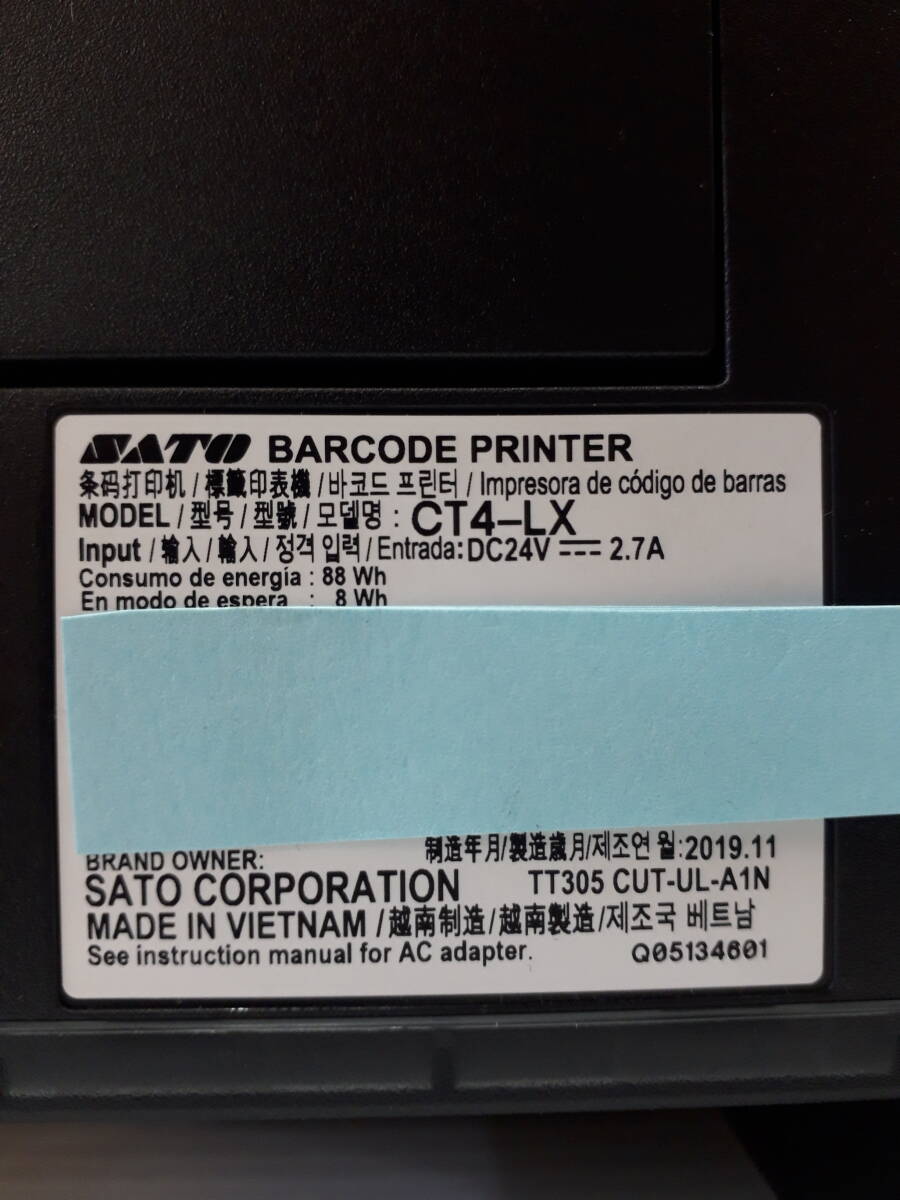 SATO BARCODE PRINTER
条码打印机 / 標籤印表機 / 바코드 프린터 / Impresora de código de barras
MODEL / 型号 / 型號 / 모델명 : CT4-LX
Input / 输入 / 輸入 / 정격 입력 / Entrada: DC24V ⎓ 2.7A
Consumo de energía : 88 Wh
En modo de espera : 8 Wh
制造年月/製造歲月/제조연 월:2019.11
BRAND OWNER:
SATO CORPORATION TT305 CUT-UL-A1N
MADE IN VIETNAM /越南制造/越南製造/제조국 베트남
See instruction manual for AC adapter. Q05134601